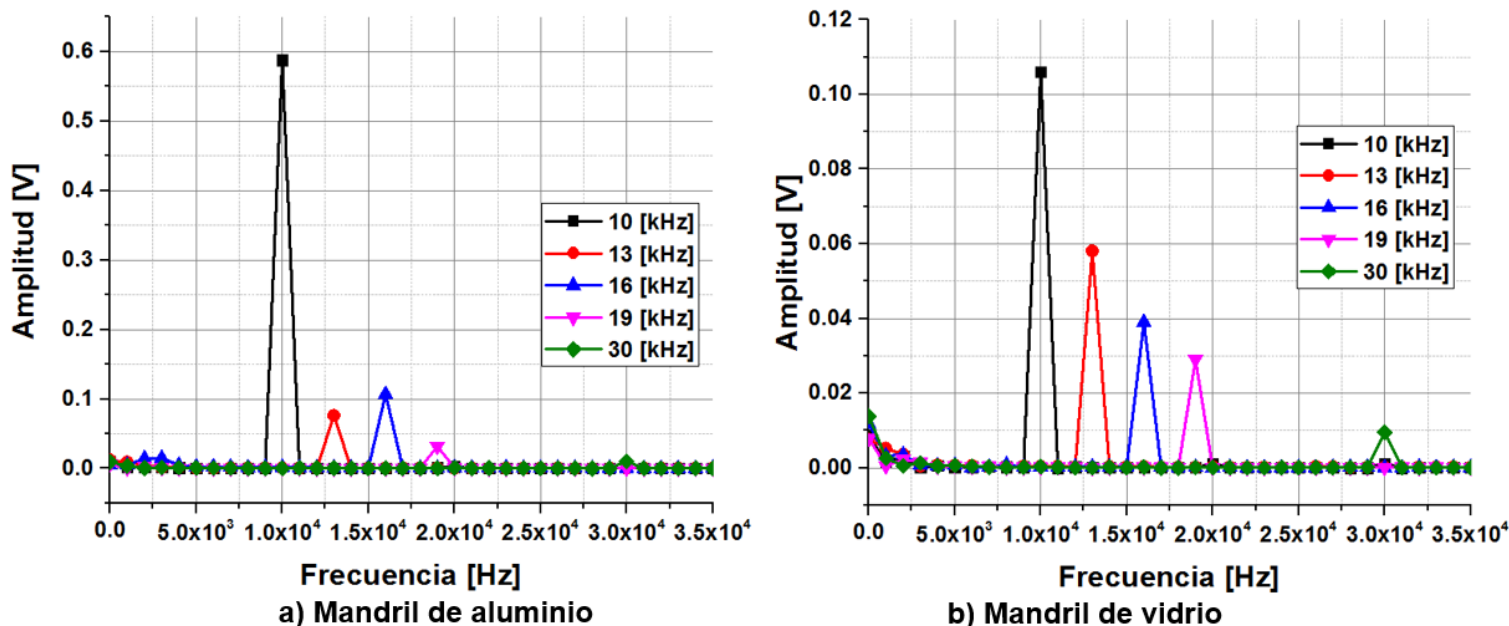 Amplitud [V]
0.6
0.5
0.4
0.3
0.2
0.1
0.0
10 [kHz]
13 [kHz]
16 [kHz]
19 [kHz]
30 [kHz]
0.0 5.0x10³ 1.0x10⁴ 1.5x10⁴ 2.0x10⁴ 2.5x10⁴ 3.0x10⁴ 3.5x10⁴
Frecuencia [Hz]
a) Mandril de aluminio
Amplitud [V]
0.12
0.10
0.08
0.06
0.04
0.02
0.00
10 [kHz]
13 [kHz]
16 [kHz]
19 [kHz]
30 [kHz]
0.0 5.0x10³ 1.0x10⁴ 1.5x10⁴ 2.0x10⁴ 2.5x10⁴ 3.0x10⁴ 3.5x10⁴
Frecuencia [Hz]
b) Mandril de vidrio